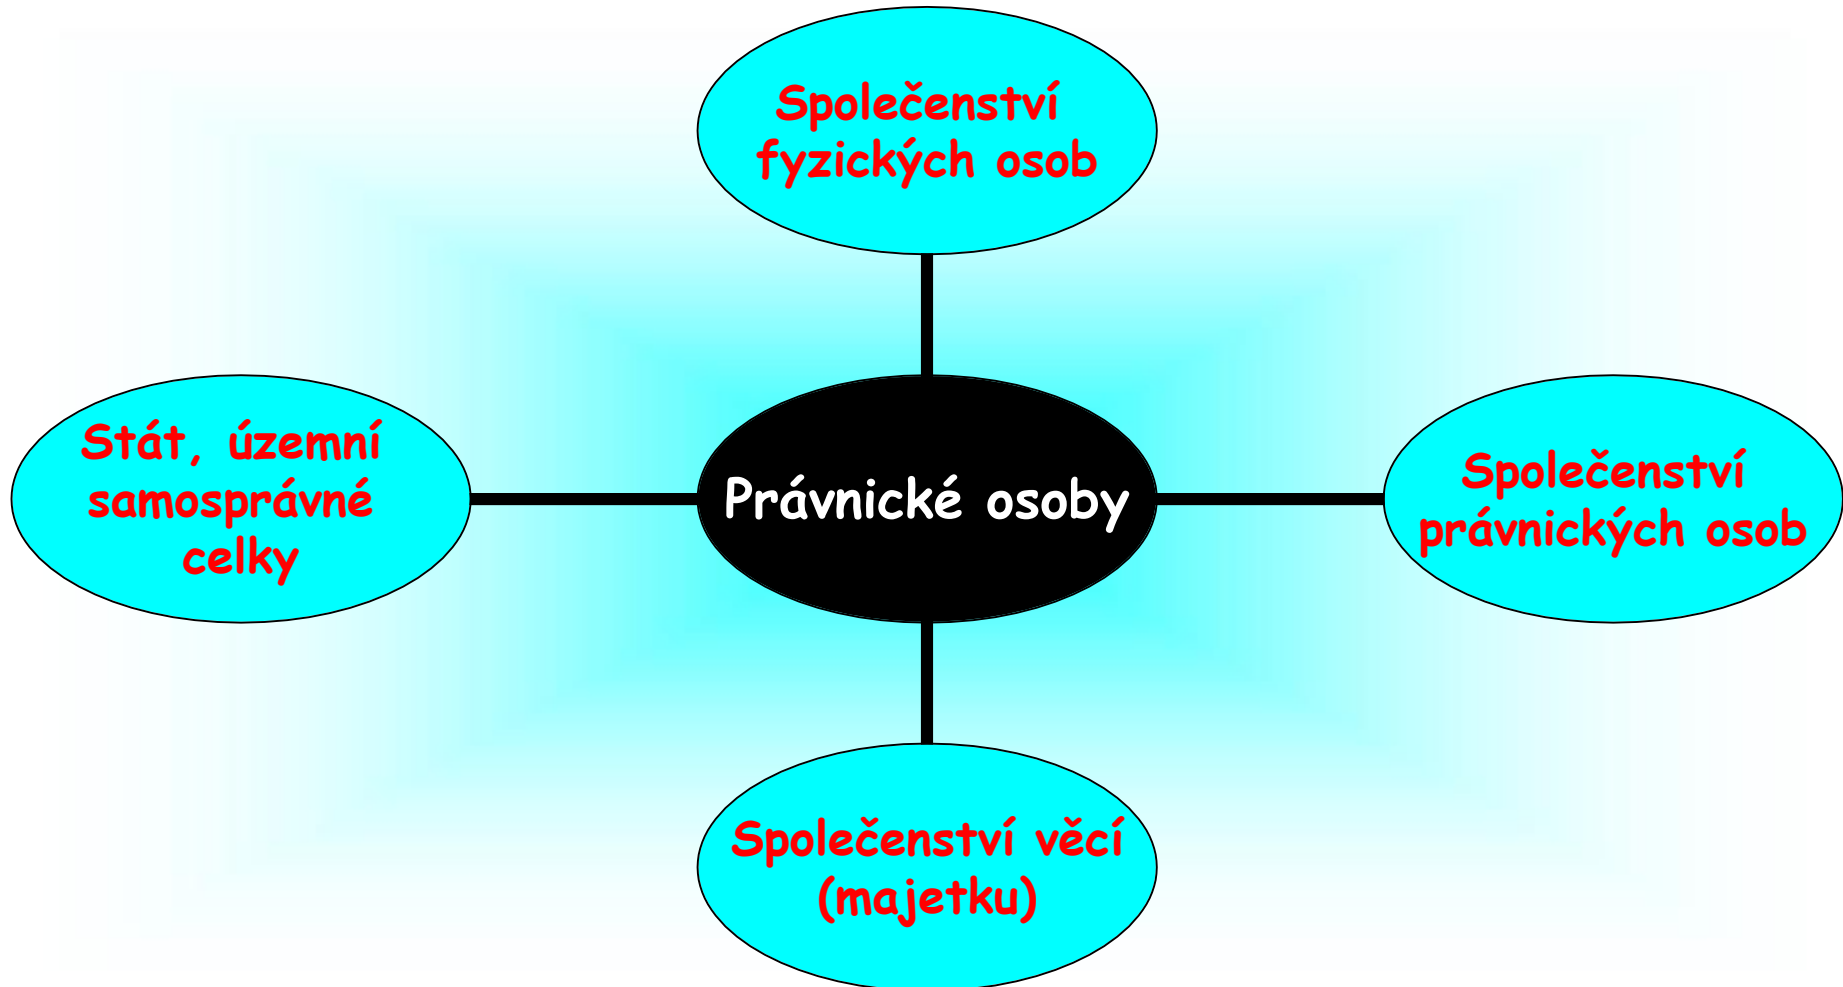 Společenství
fyzických osob
Stát, územní
samosprávné
celky
Právnické osoby
Společenství
právnických osob
Společenství věcí
(majetku)